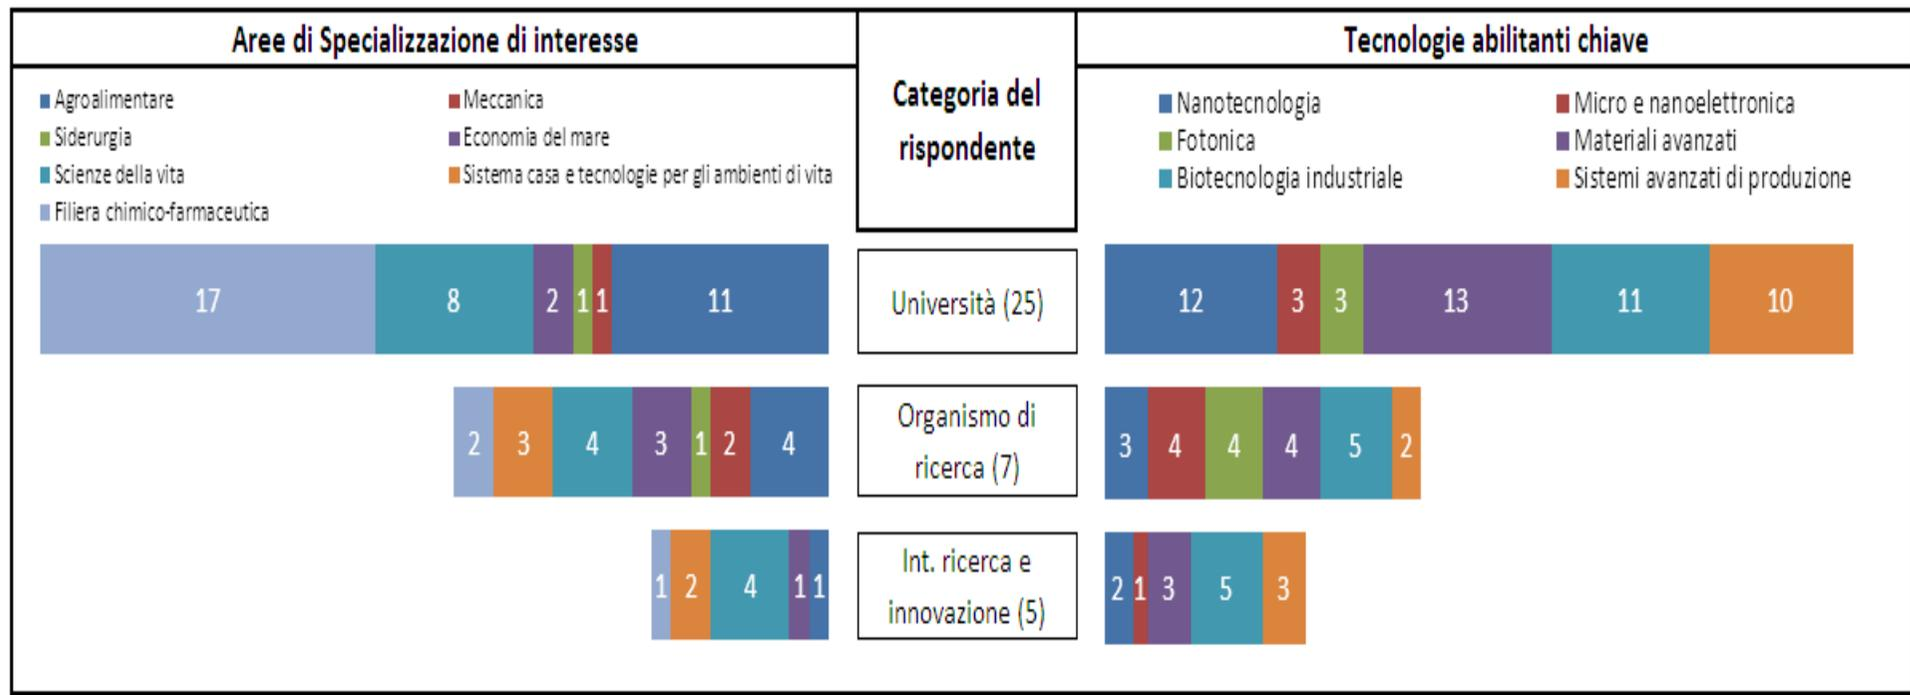 Aree di Specializzazione di interesse
Agroalimentare
Meccanica
Siderurgia
Economia del mare
Scienze della vita
Sistema casa e tecnologie per gli ambienti di vita
Filiera chimico-farmaceutica
Categoria del
rispondente
Tecnologie abilitanti chiave
Nanotecnologia
Micro e nanoelettronica
Fotonica
Materiali avanzati
Biotecnologia industriale
Sistemi avanzati di produzione
17 8 2 1 1 11
Università (25)
12 3 3 13 11 10
2 3 4 3 1 2 4
Organismo di
ricerca (7)
3 4 4 4 5 2
1 2 4 1 1
Int. ricerca e
innovazione (5)
2 1 3 5 3